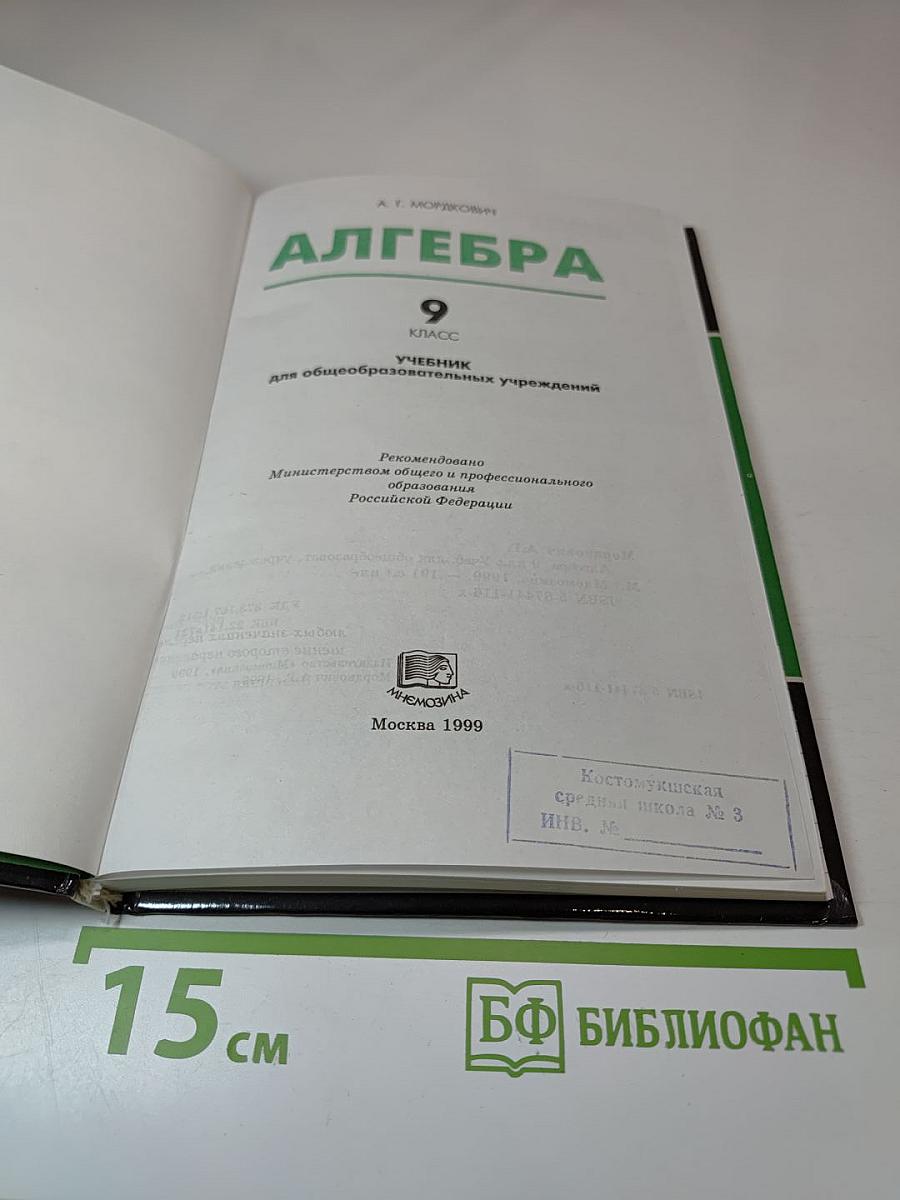 А. Г. МОРДКОВИЧ
АЛГЕБРА
9
КЛАСС
УЧЕБНИК
для общеобразовательных учреждений
Рекомендовано
Министерством общего и профессионального
образования
Российской Федерации
МНЕМОЗИНА
Москва 1999
Костомукшская
средняя школа № 3
ИНВ. №
15 см
БФ БИБЛИОФАН